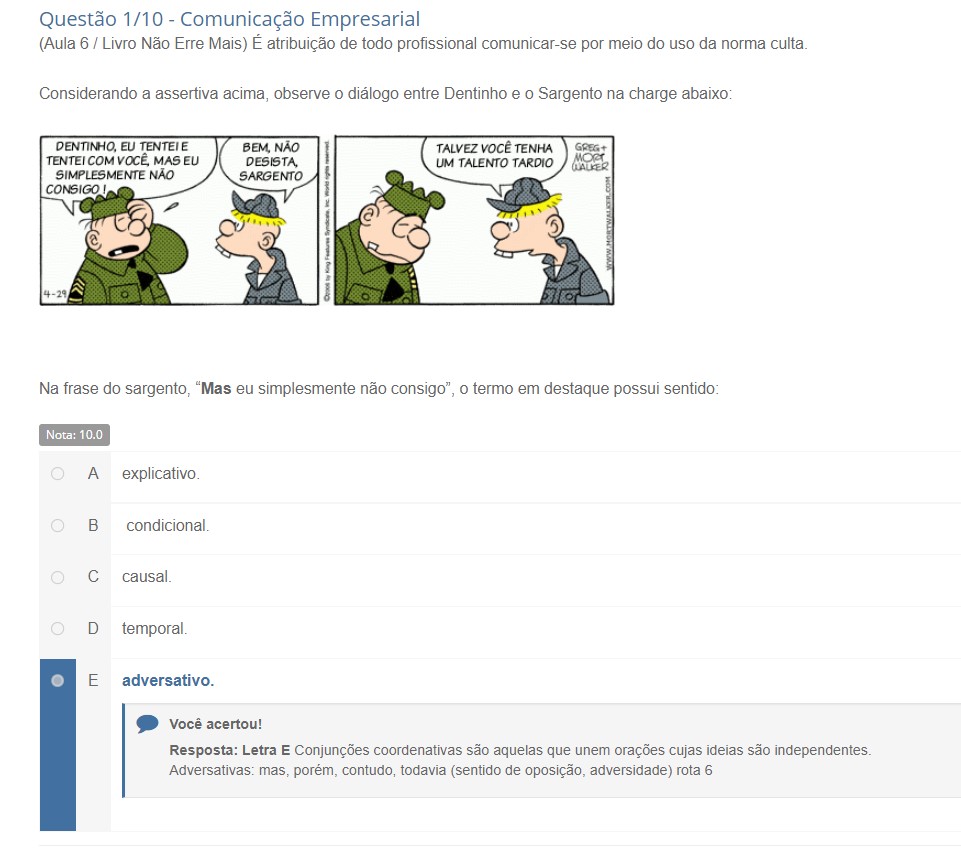 Questão 1/10 - Comunicação Empresarial
(Aula 6 / Livro Não Erre Mais) É atribuição de todo profissional comunicar-se por meio do uso da norma culta.
Considerando a assertiva acima, observe o diálogo entre Dentinho e o Sargento na charge abaixo:
DENTINHO, EU TENTEI E
TENTEI COM VOCÊ, MAS EU
SIMPLESMENTE NÃO
CONSIGO!
BEM, NÃO
DESISTA,
SARGENTO
4-29
©2005 by King Features Syndicate, Inc. World rights reserved.
TALVEZ VOCÊ TENHA
UM TALENTO TARDIO
GREG+
MORT
WALKER
WWW.MORTWALKER.COM
Na frase do sargento, “Mas eu simplesmente não consigo”, o termo em destaque possui sentido:
Nota: 10.0
A explicativo.
B condicional.
C causal.
D temporal.
E adversativo.
Você acertou!
Resposta: Letra E Conjunções coordenativas são aquelas que unem orações cujas ideias são independentes.
Adversativas: mas, porém, contudo, todavia (sentido de oposição, adversidade) rota 6